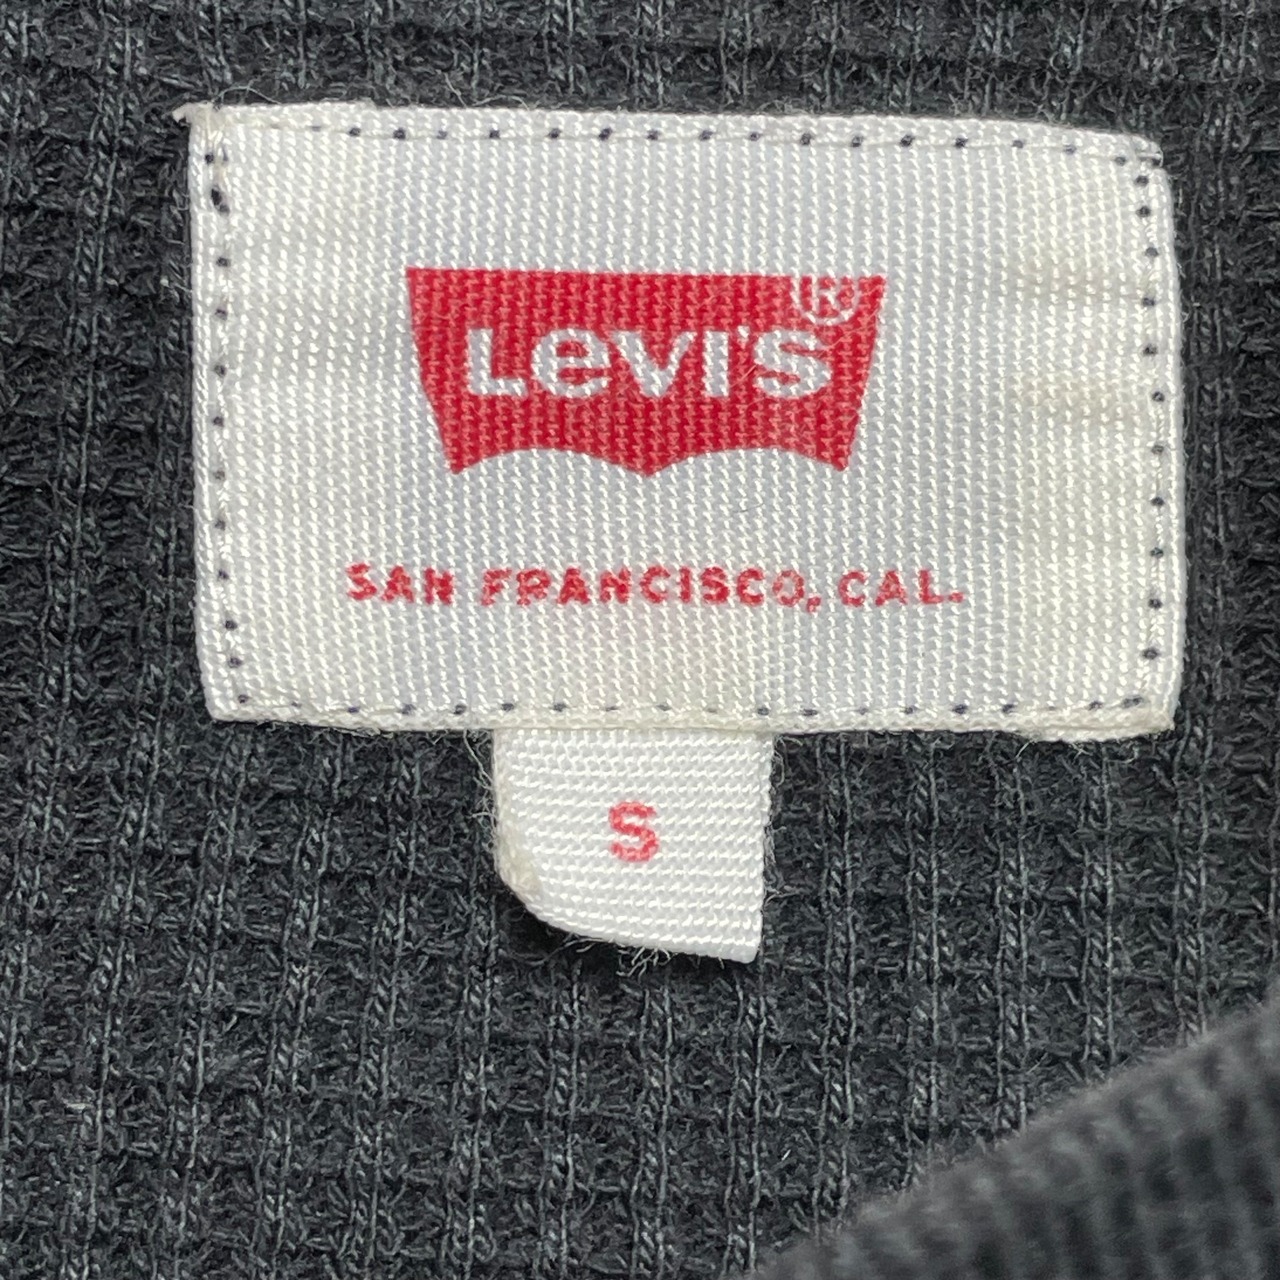 Levi's®
SAN FRANCISCO, CAL.
S